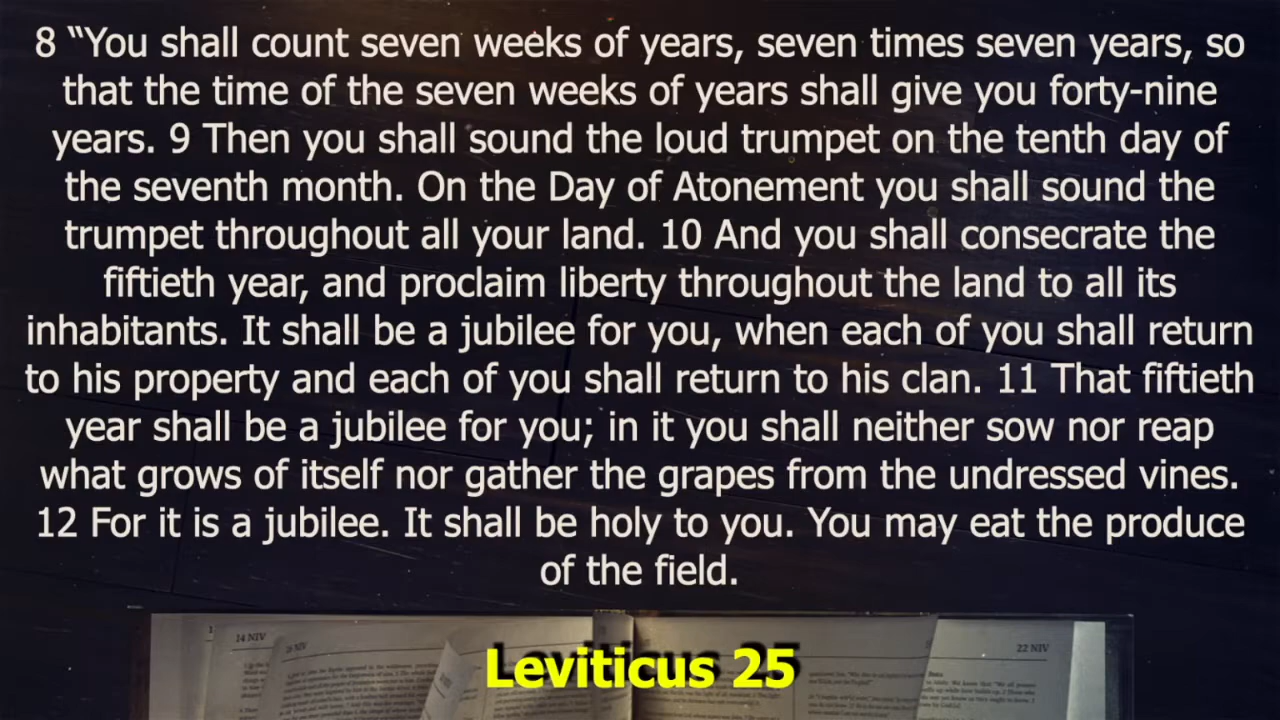 8 “You shall count seven weeks of years, seven times seven years, so
that the time of the seven weeks of years shall give you forty-nine
years. 9 Then you shall sound the loud trumpet on the tenth day of
the seventh month. On the Day of Atonement you shall sound the
trumpet throughout all your land. 10 And you shall consecrate the
fiftieth year, and proclaim liberty throughout the land to all its
inhabitants. It shall be a jubilee for you, when each of you shall return
to his property and each of you shall return to his clan. 11 That fiftieth
year shall be a jubilee for you; in it you shall neither sow nor reap
what grows of itself nor gather the grapes from the undressed vines.
12 For it is a jubilee. It shall be holy to you. You may eat the produce
of the field.
14 NIV
22 NIV
Leviticus 25